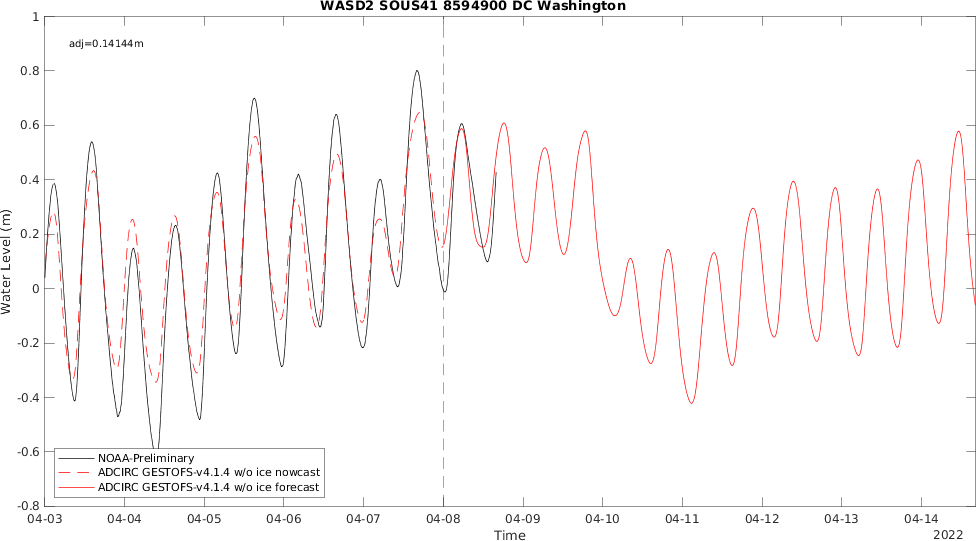 WASD2 SOUS41 8594900 DC Washington
adj=0.14144m
1
0.8
0.6
0.4
0.2
0
-0.2
-0.4
-0.6
-0.8
Water Level (m)
NOAA-Preliminary
ADCIRC GESTOFS-v4.1.4 w/o ice nowcast
ADCIRC GESTOFS-v4.1.4 w/o ice forecast
04-03 04-04 04-05 04-06 04-07 04-08 04-09 04-10 04-11 04-12 04-13 04-14
Time
2022